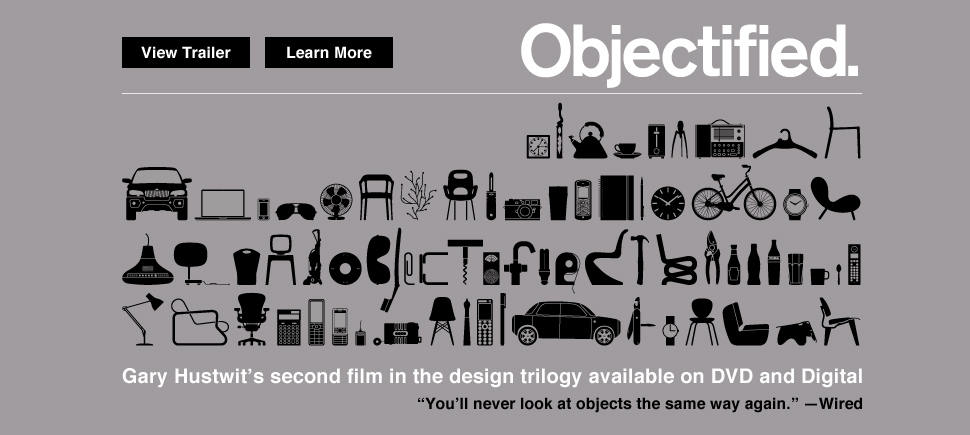 View Trailer
Learn More
Objectified.
OBJECTified
Gary Hustwit’s second film in the design trilogy available on DVD and Digital
“You’ll never look at objects the same way again.” —Wired